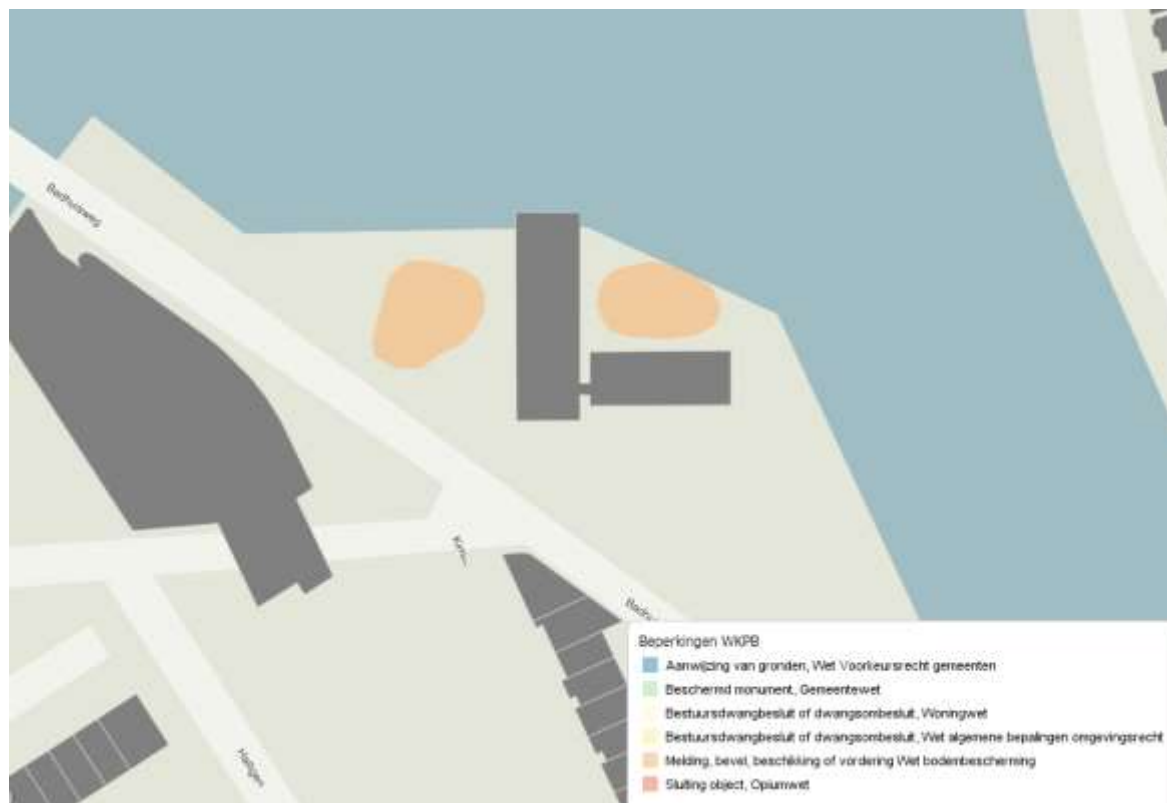 Badhuisweg
Beperkingen WKPB
Aanwijzing van gronden, Wet Voorkeursrecht gemeenten
Beschermd monument, Gemeentewet
Bestuursdwangbesluit of dwangsombesluit, Woningwet
Bestuursdwangbesluit of dwangsombesluit, Wet algemene bepalingen omgevingsrecht
Melding, bevel, beschikking of vordering Wet bodembescherming
Sluiting object, Opiumwet